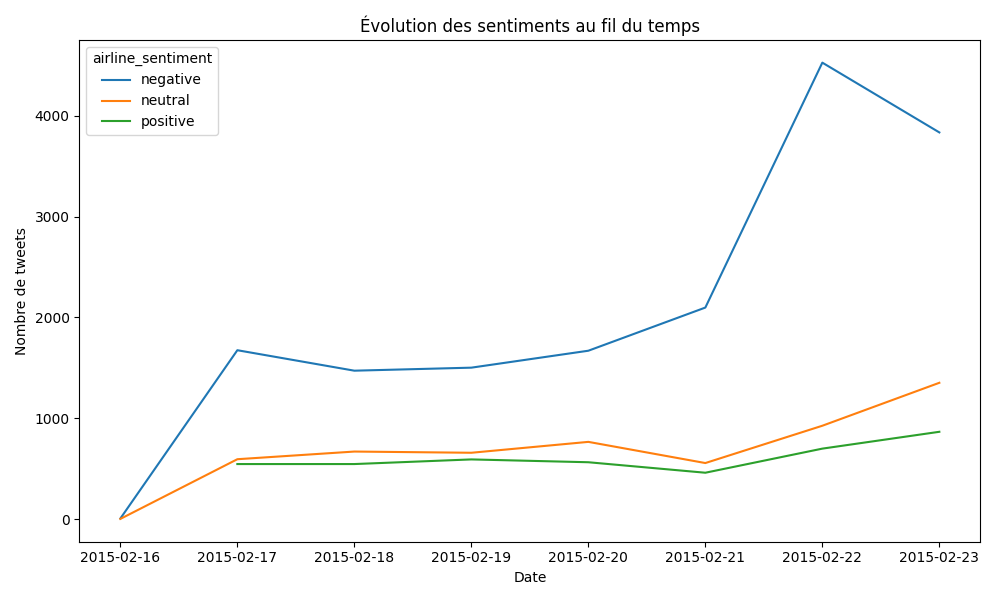 Évolution des sentiments au fil du temps
airline_sentiment
negative
neutral
positive
Nombre de tweets
4000
3000
2000
1000
0
2015-02-16 2015-02-17 2015-02-18 2015-02-19 2015-02-20 2015-02-21 2015-02-22 2015-02-23
Date